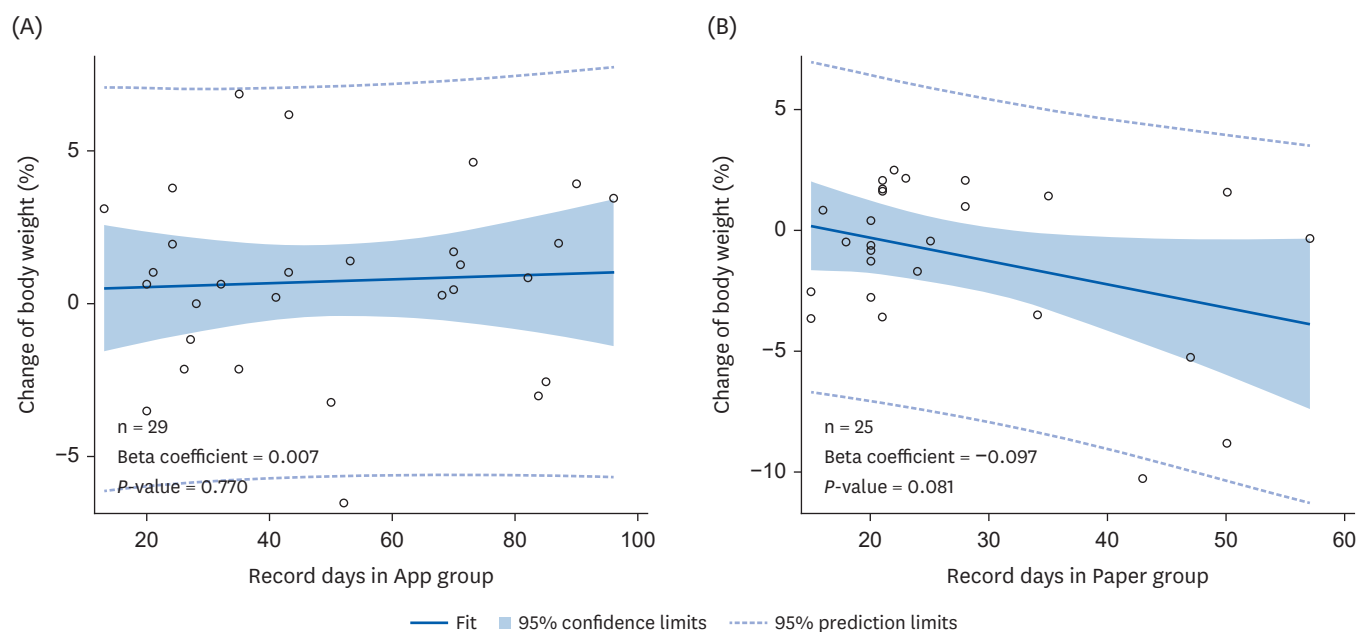 (A)
Change of body weight (%)
5
0
−5
n = 29
Beta coefficient = 0.007
P-value = 0.770
20 40 60 80 100
Record days in App group
(B)
Change of body weight (%)
5
0
−5
−10
n = 25
Beta coefficient = −0.097
P-value = 0.081
20 30 40 50 60
Record days in Paper group
Fit 95% confidence limits 95% prediction limits